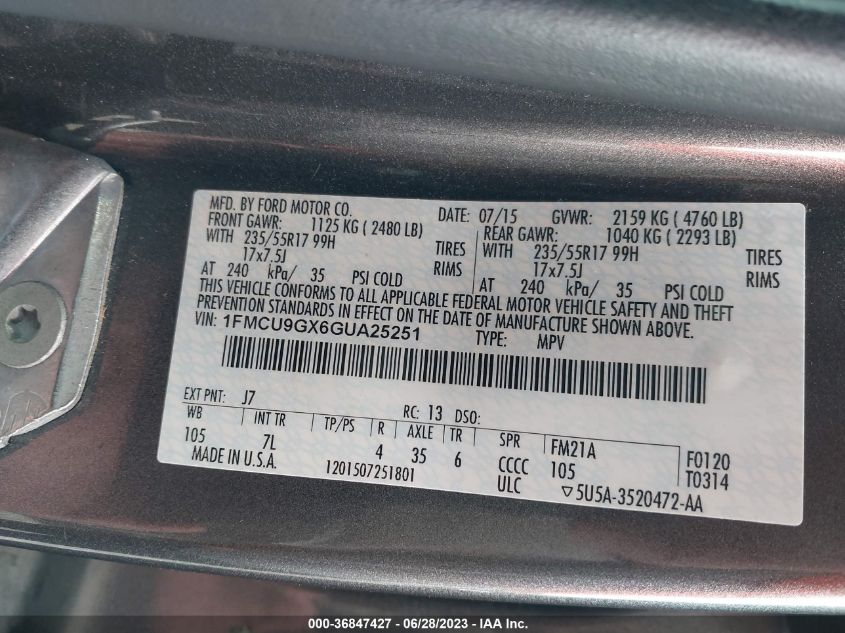 MFD. BY FORD MOTOR CO. DATE: 07/15 GVWR: 2159 KG ( 4760 LB)
FRONT GAWR: 1125 KG ( 2480 LB) REAR GAWR: 1040 KG ( 2293 LB)
WITH 235/55R17 99H TIRES WITH 235/55R17 99H TIRES
17x7.5J RIMS 17x7.5J RIMS
AT 240 kPa/ 35 PSI COLD AT 240 kPa/ 35 PSI COLD
THIS VEHICLE CONFORMS TO ALL APPLICABLE FEDERAL MOTOR VEHICLE SAFETY AND THEFT
PREVENTION STANDARDS IN EFFECT ON THE DATE OF MANUFACTURE SHOWN ABOVE.
VIN: 1FMCU9GX6GUA25251 TYPE: MPV
EXT PNT: J7 RC: 13 DSO:
WB INT TR TP/PS R AXLE TR SPR FM21A F0120
105 7L 4 35 6 CCCC 105 T0314
MADE IN U.S.A. 1201507251801 ULC ▽5U5A-3520472-AA
000-36847427 - 06/28/2023 - IAA Inc.